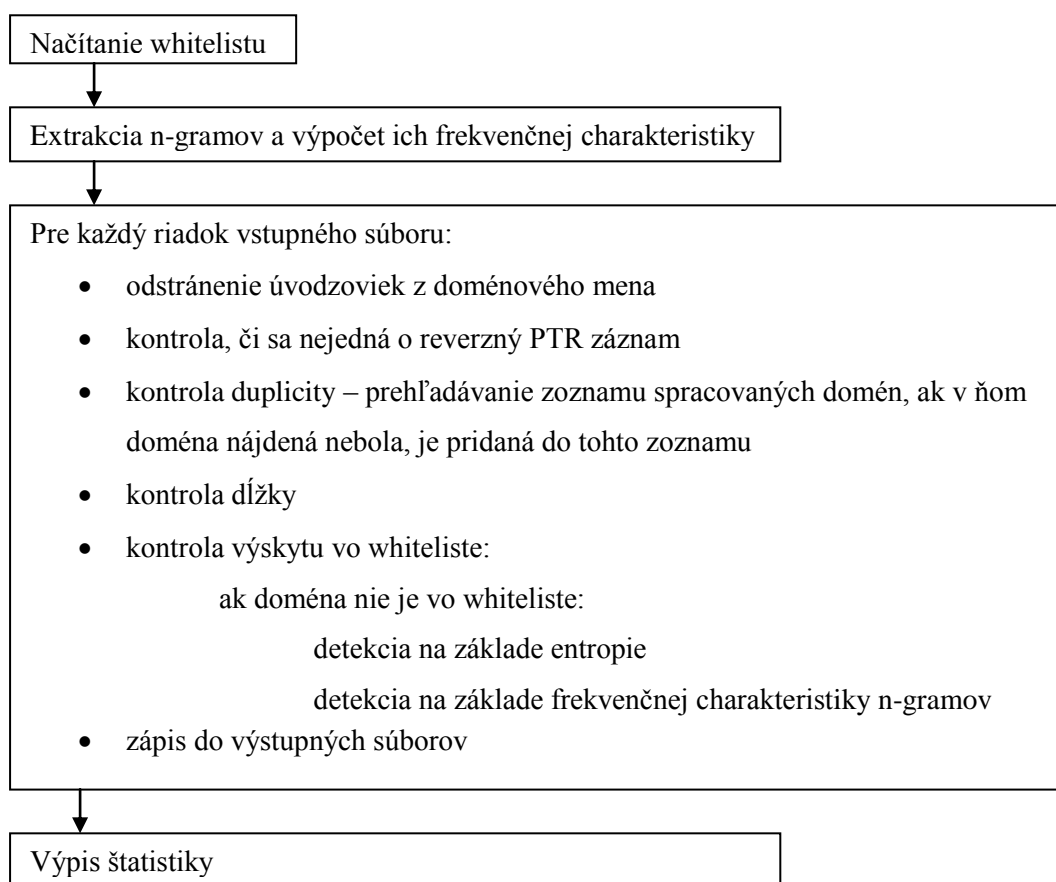 Načítanie whitelistu
Extrakcia n-gramov a výpočet ich frekvenčnej charakteristiky
Pre každý riadok vstupného súboru:
• odstránenie úvodzoviek z doménového mena
• kontrola, či sa nejedná o reverzný PTR záznam
• kontrola duplicity – prehľadávanie zoznamu spracovaných domén, ak v ňom
doména nájdená nebola, je pridaná do tohto zoznamu
• kontrola dĺžky
• kontrola výskytu vo whiteliste:
ak doména nie je vo whiteliste:
detekcia na základe entropie
detekcia na základe frekvenčnej charakteristiky n-gramov
• zápis do výstupných súborov
Výpis štatistiky